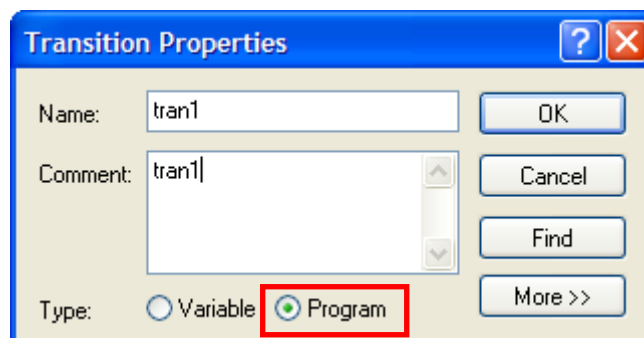 Transition Properties
Name: tran1 OK
Comment: tran1 Cancel
Find
Type: Variable Program More >>